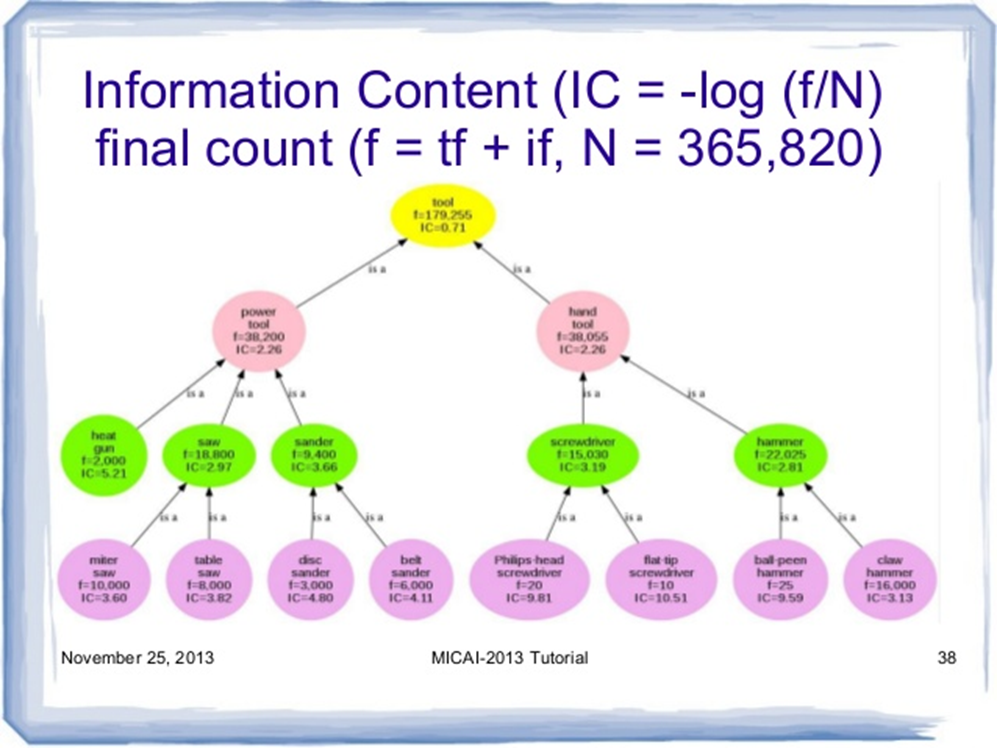 Information Content (IC = -log (f/N)
final count (f = tf + if, N = 365,820)
tool
f=179,255
IC=0.71
is a
is a
power
tool
f=38,200
IC=2.26
hand
tool
f=38,055
IC=2.26
is a
is a
is a
is a
is a
heat
gun
f=2,000
IC=5.21
saw
f=18,800
IC=2.97
sander
f=9,400
IC=3.66
screwdriver
f=15,030
IC=3.19
hammer
f=22,025
IC=2.81
is a
is a
is a
is a
is a
is a
is a
is a
miter
saw
f=10,000
IC=3.60
table
saw
f=8,000
IC=3.82
disc
sander
f=3,000
IC=4.80
belt
sander
f=6,000
IC=4.11
Philips-head
screwdriver
f=20
IC=9.81
flat-tip
screwdriver
f=10
IC=10.51
ball-peen
hammer
f=25
IC=9.59
claw
hammer
f=16,000
IC=3.13
November 25, 2013
MICAI-2013 Tutorial
38